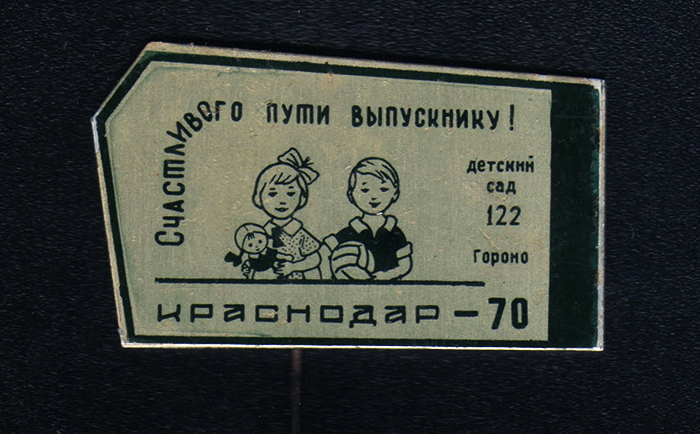 Счастливого пути выпускнику!
детский
сад
122
Гороно
Краснодар - 70